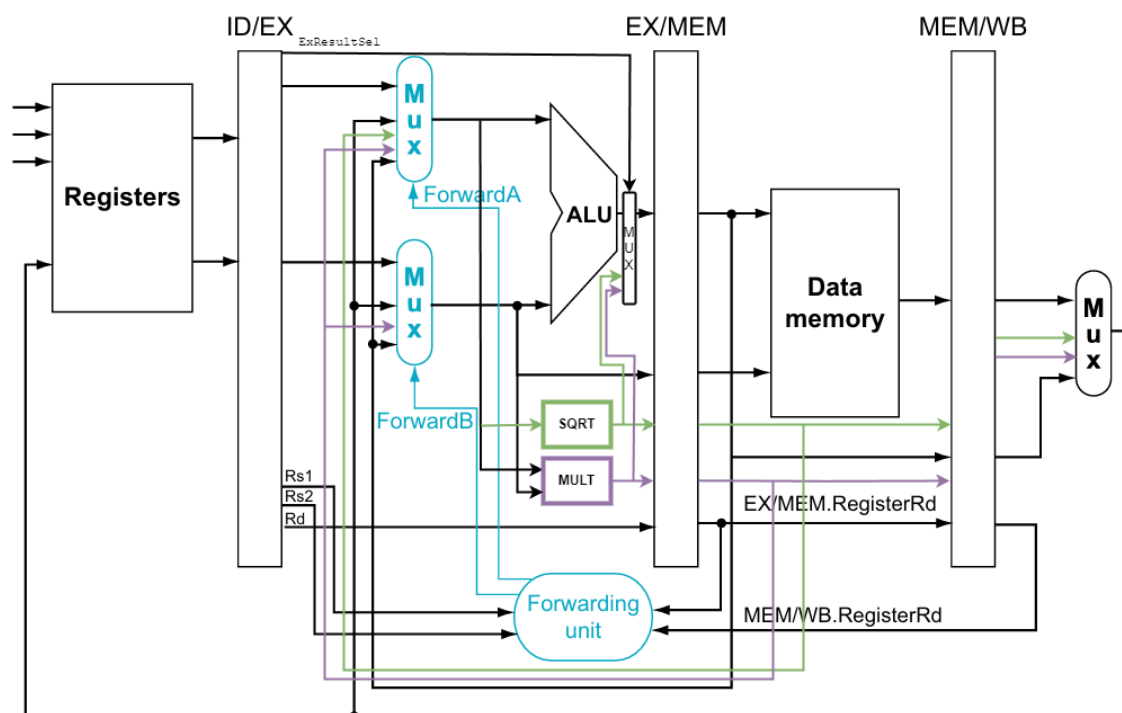 ID/EX
EX/MEM
MEM/WB
ExResultSel
Mux
Registers
ForwardA
ALU
MUX
Mux
Data
memory
Mux
ForwardB
SQRT
MULT
Rs1
Rs2
Rd
EX/MEM.RegisterRd
Forwarding
unit
MEM/WB.RegisterRd